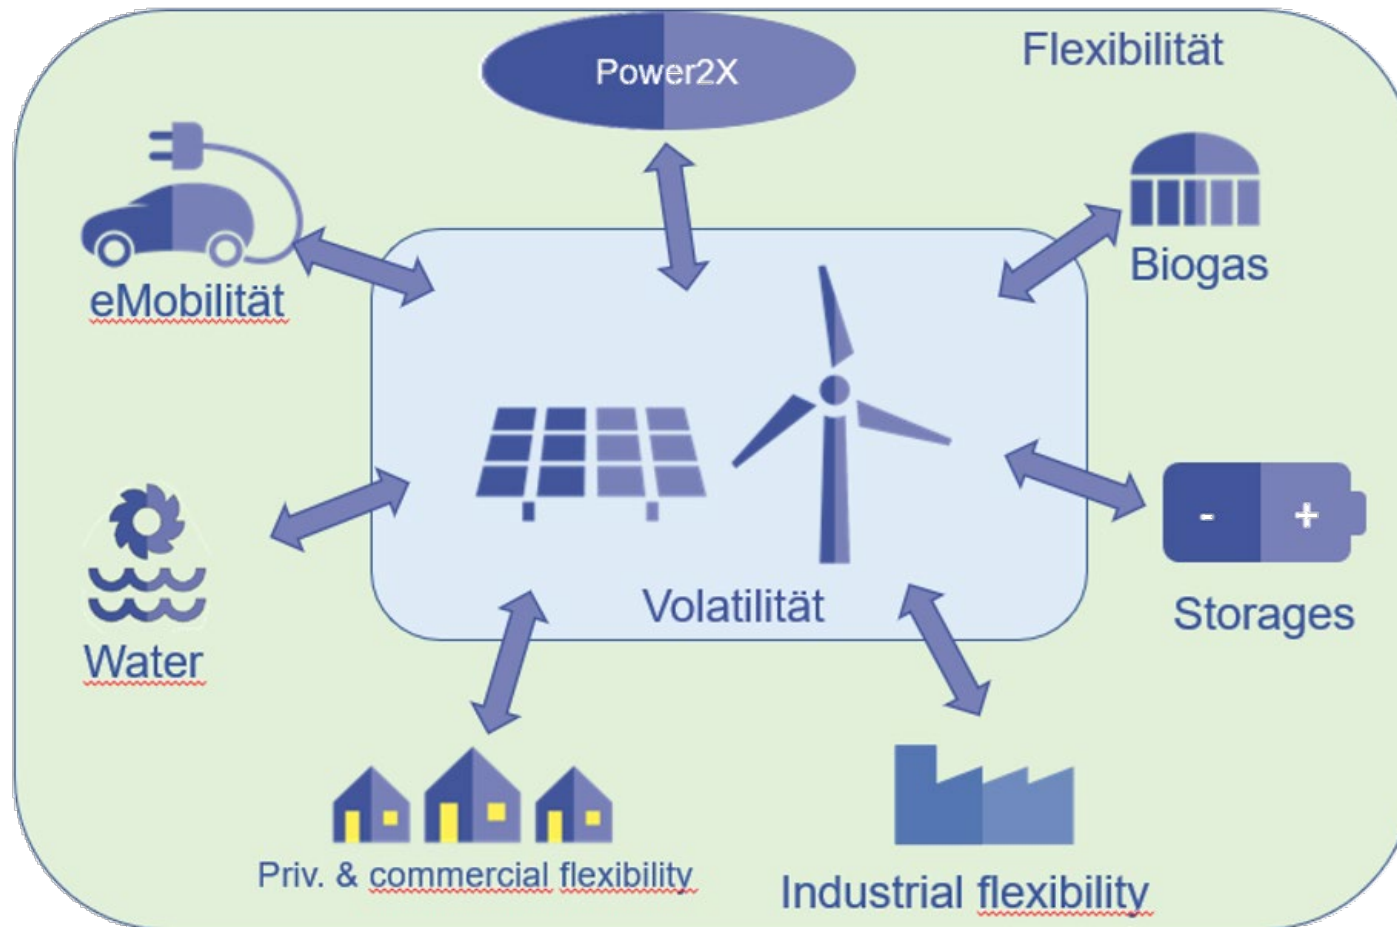 Power2X
Flexibilität
eMobilität
Biogas
- +
Volatilität
Storages
Water
Priv. & commercial flexibility
Industrial flexibility